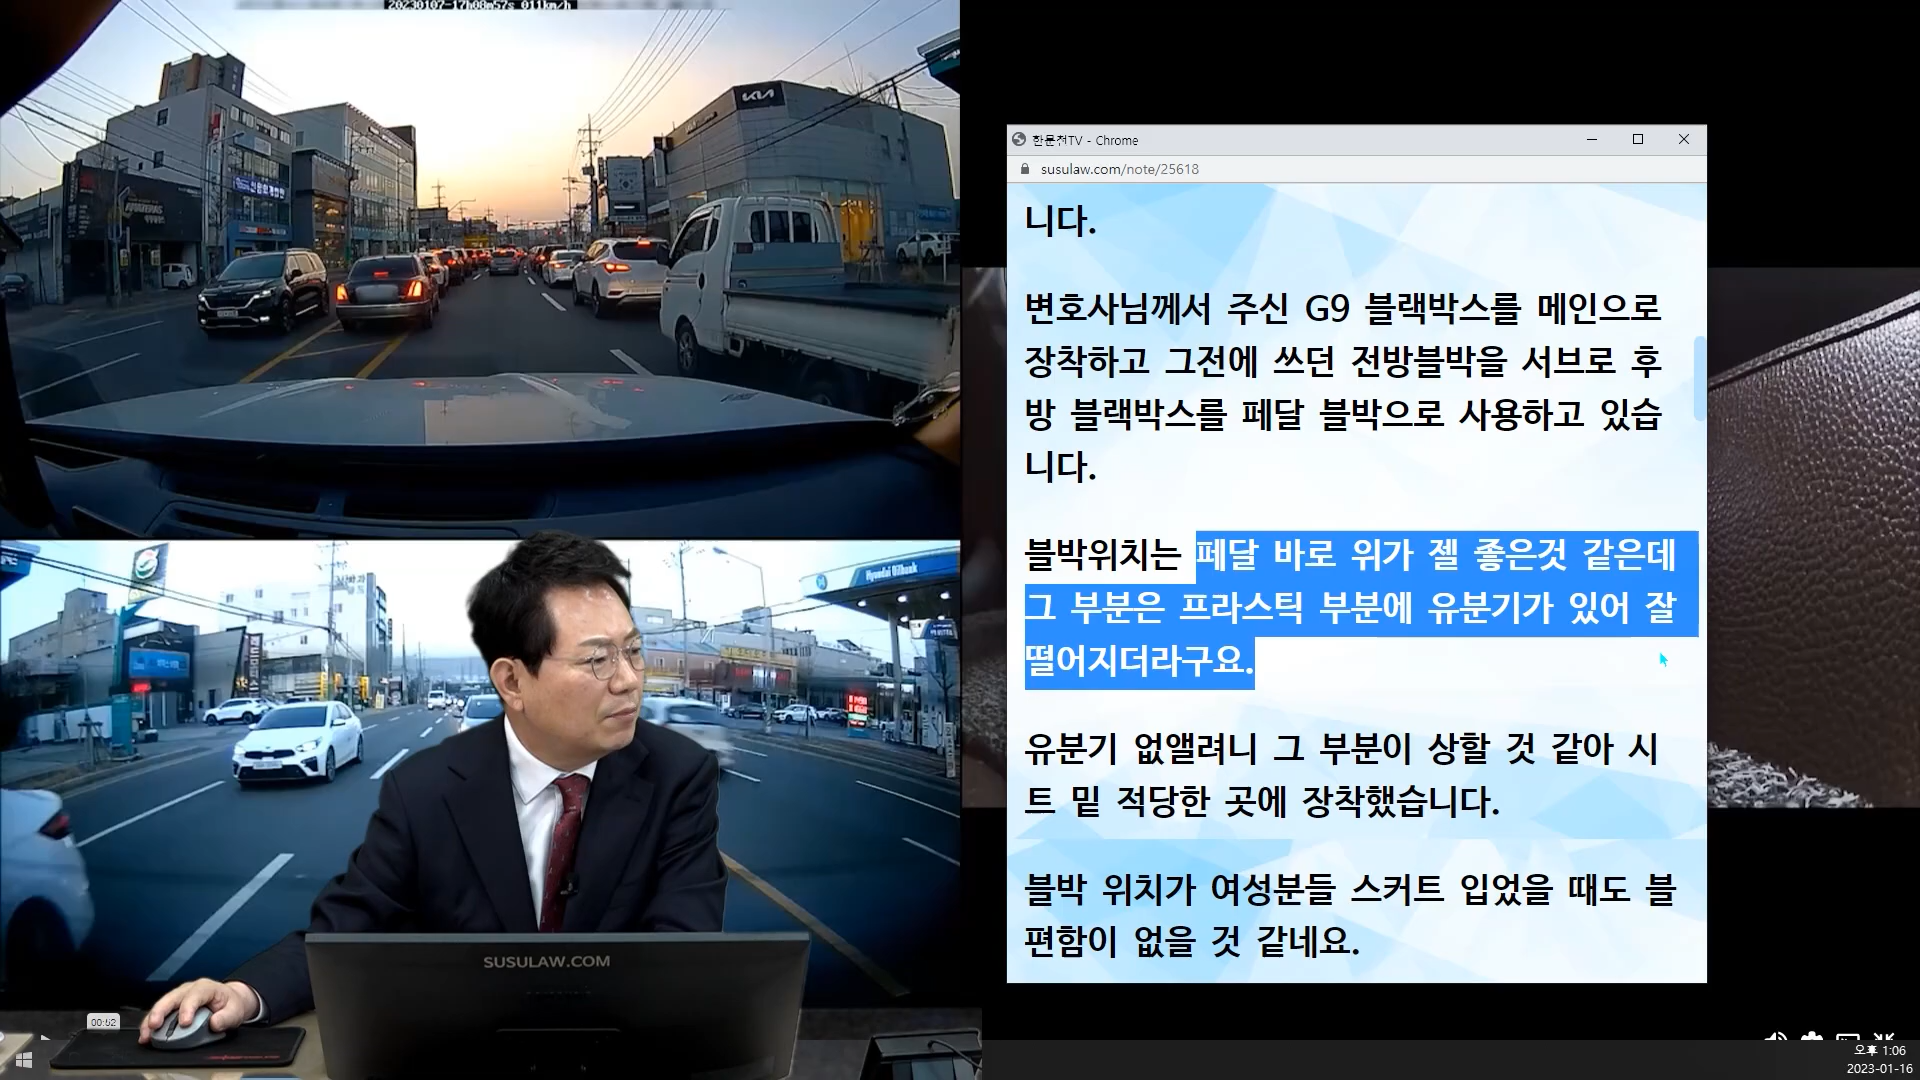 20230107-17h00m57s 011km/h
KIA
Hyundai Oilbank
SUSULAW.COM
00:52
한문철TV - Chrome
susulaw.com/note/25618
니다.
변호사님께서 주신 G9 블랙박스를 메인으로
장착하고 그전에 쓰던 전방블박을 서브로 후
방 블랙박스를 페달 블박으로 사용하고 있습
니다.
블박위치는 페달 바로 위가 젤 좋은것 같은데
그 부분은 프라스틱 부분에 유분기가 있어 잘
떨어지더라구요.
유분기 없앨려니 그 부분이 상할 것 같아 시
트 밑 적당한 곳에 장착했습니다.
블박 위치가 여성분들 스커트 입었을 때도 불
편함이 없을 것 같네요.
오후 1:06
2023-01-16